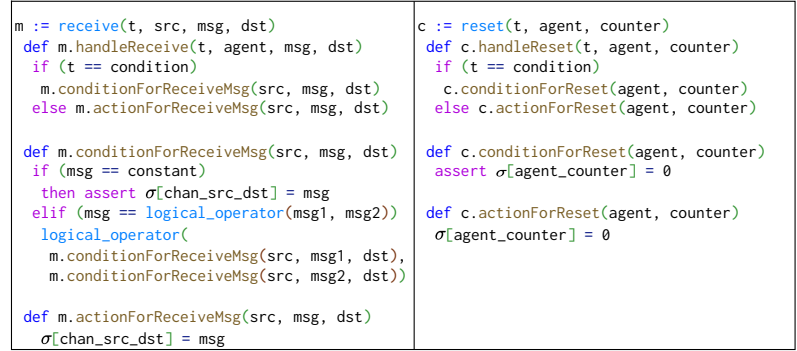 m := receive(t, src, msg, dst)
def m.handleReceive(t, agent, msg, dst)
if (t == condition)
m.conditionForReceiveMsg(src, msg, dst)
else m.actionForReceiveMsg(src, msg, dst)
def m.conditionForReceiveMsg(src, msg, dst)
if (msg == constant)
then assert σ[chan_src_dst] = msg
elif (msg == logical_operator(msg1, msg2))
logical_operator(
m.conditionForReceiveMsg(src, msg1, dst),
m.conditionForReceiveMsg(src, msg2, dst))
def m.actionForReceiveMsg(src, msg, dst)
σ[chan_src_dst] = msg
c := reset(t, agent, counter)
def c.handleReset(t, agent, counter)
if (t == condition)
c.conditionForReset(agent, counter)
else c.actionForReset(agent, counter)
def c.conditionForReset(agent, counter)
assert σ[agent_counter] = 0
def c.actionForReset(agent, counter)
σ[agent_counter] = 0